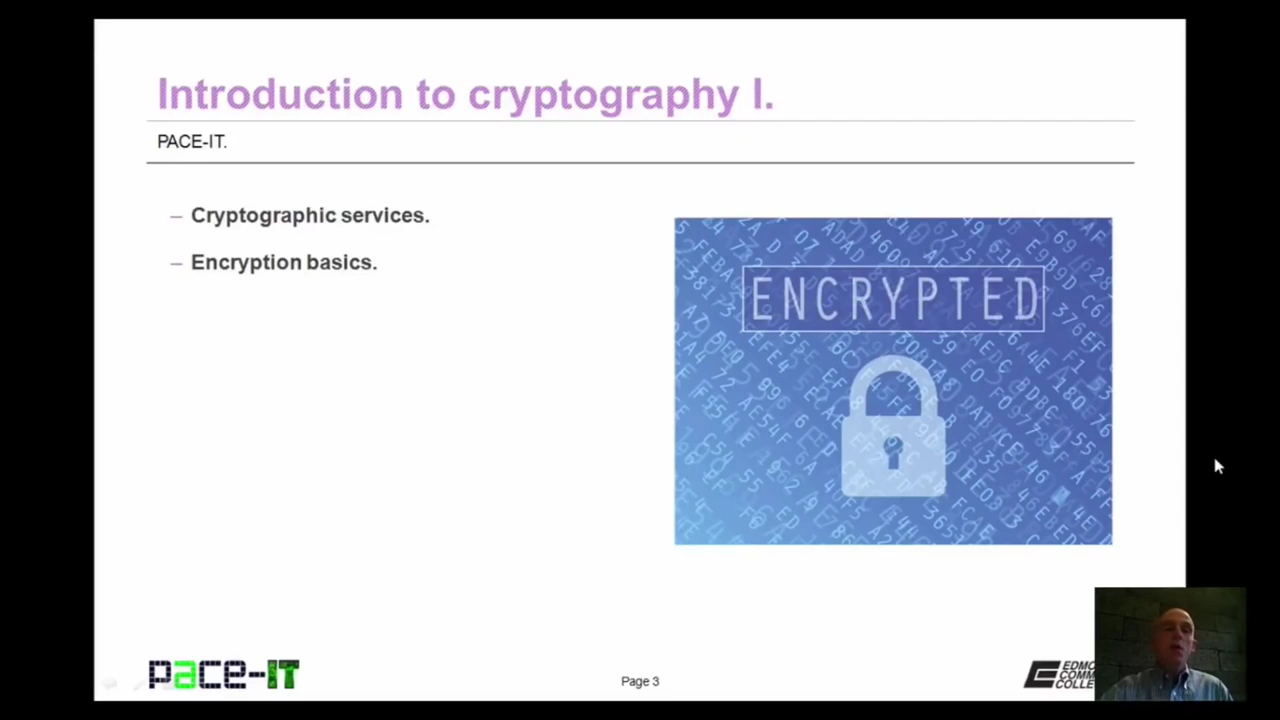 Introduction to cryptography I.
PACE-IT.
– Cryptographic services.
– Encryption basics.
ENCRYPTED
pace-IT
Page 3